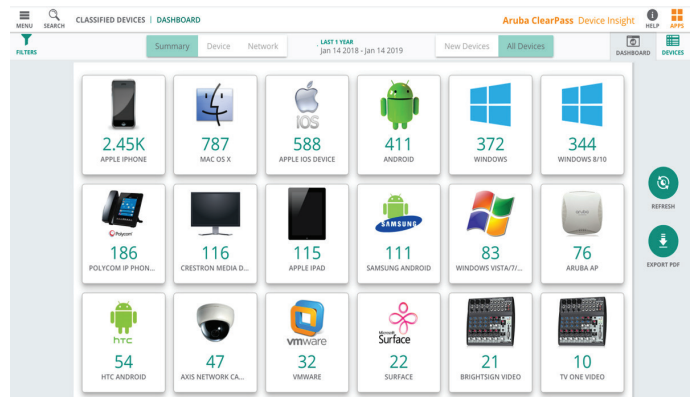 MENU
SEARCH
CLASSIFIED DEVICES | DASHBOARD
Aruba ClearPass Device Insight
HELP
APPS
FILTERS
Summary
Device
Network
LAST 1 YEAR
Jan 14 2018 - Jan 14 2019
New Devices
All Devices
DASHBOARD
DEVICES
2.45K
APPLE IPHONE
787
MAC OS X
iOS
588
APPLE IOS DEVICE
411
ANDROID
372
WINDOWS
344
WINDOWS 8/10
Polycom
186
POLYCOM IP PHON...
116
CRESTRON MEDIA D...
115
APPLE IPAD
SAMSUNG
111
SAMSUNG ANDROID
83
WINDOWS VISTA/7/...
aruba
76
ARUBA AP
REFRESH
EXPORT PDF
hTC
54
HTC ANDROID
47
AXIS NETWORK CA...
vmware
32
VMWARE
Microsoft
Surface
22
SURFACE
21
BRIGHTSIGN VIDEO
10
TV ONE VIDEO